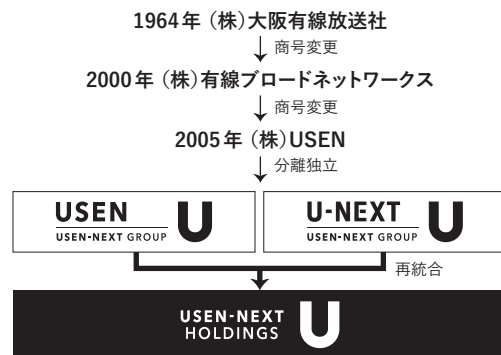 1964年 (株)大阪有線放送社
商号変更
2000年 (株)有線ブロードネットワークス
商号変更
2005年 (株)USEN
分離独立
USEN U
USEN-NEXT GROUP
U-NEXT U
USEN-NEXT GROUP
再統合
USEN-NEXT
HOLDINGS U